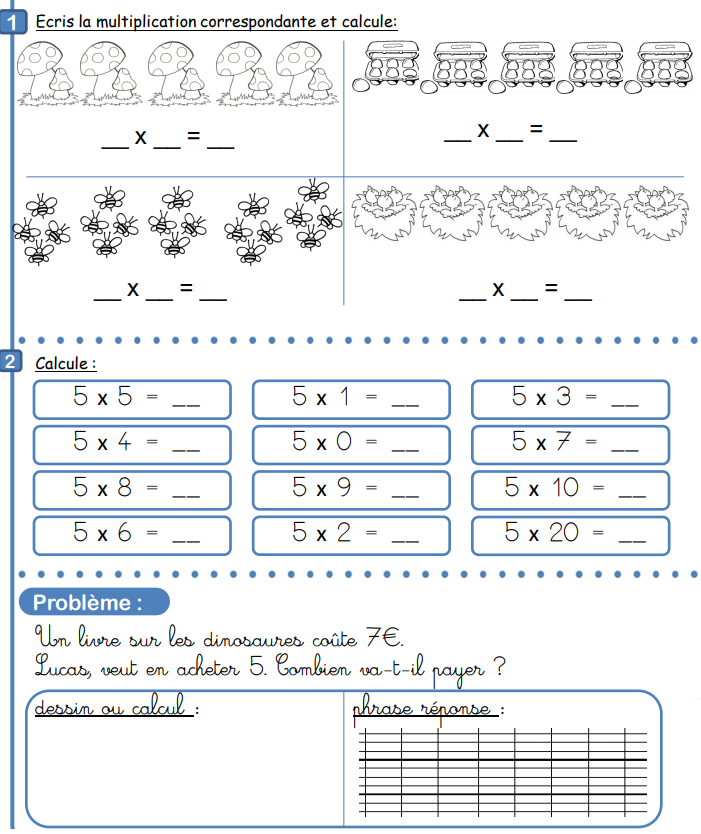 1 Ecris la multiplication correspondante et calcule:
__ x __ = __
__ x __ = __
__ x __ = __
__ x __ = __
2 Calcule :
5 x 5 = __
5 x 1 = __
5 x 3 = __
5 x 4 = __
5 x 0 = __
5 x 7 = __
5 x 8 = __
5 x 9 = __
5 x 10 = __
5 x 6 = __
5 x 2 = __
5 x 20 = __
Problème :
Un livre sur les dinosaures coûte 7€.
Lucas, veut en acheter 5. Combien va-t-il payer ?
dessin ou calcul :
phrase réponse :